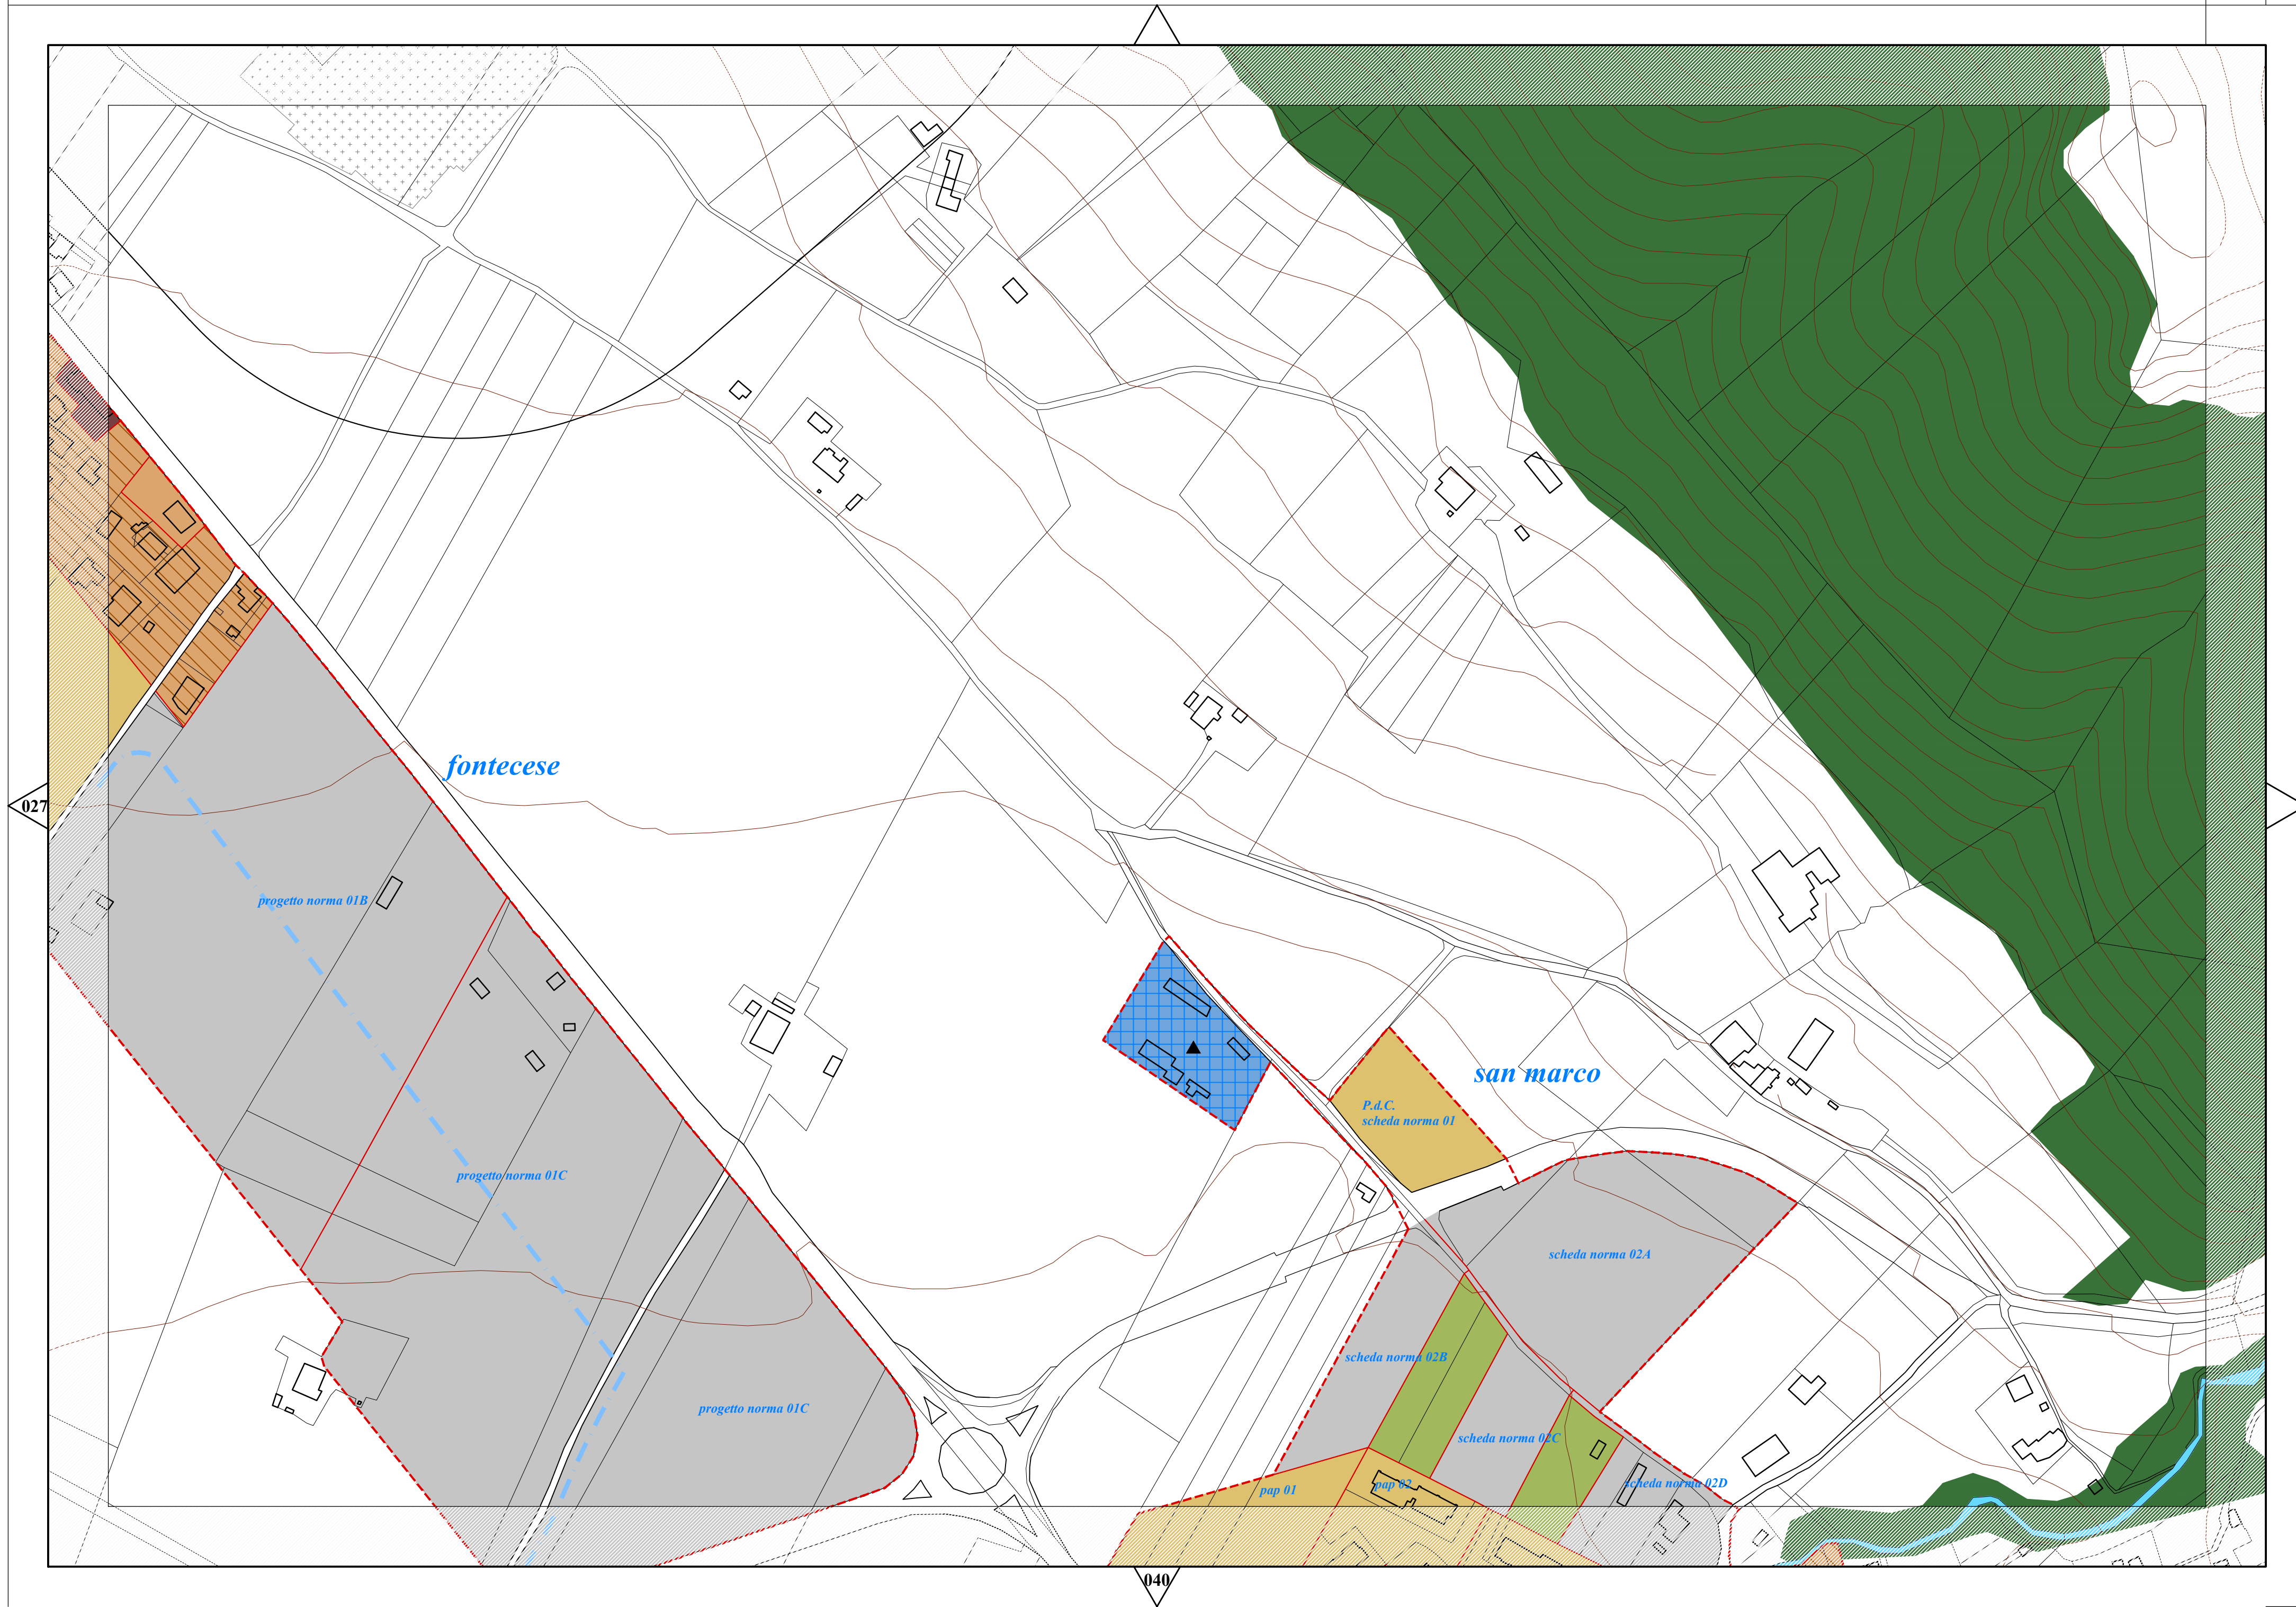 fontecese
027
progetto norma 01B
san marco
P.d.C.
scheda norma 01
progetto norma 01C
scheda norma 02A
scheda norma 02B
progetto norma 01C
scheda norma 02C
scheda norma 02D
pap 01
pap 02
040